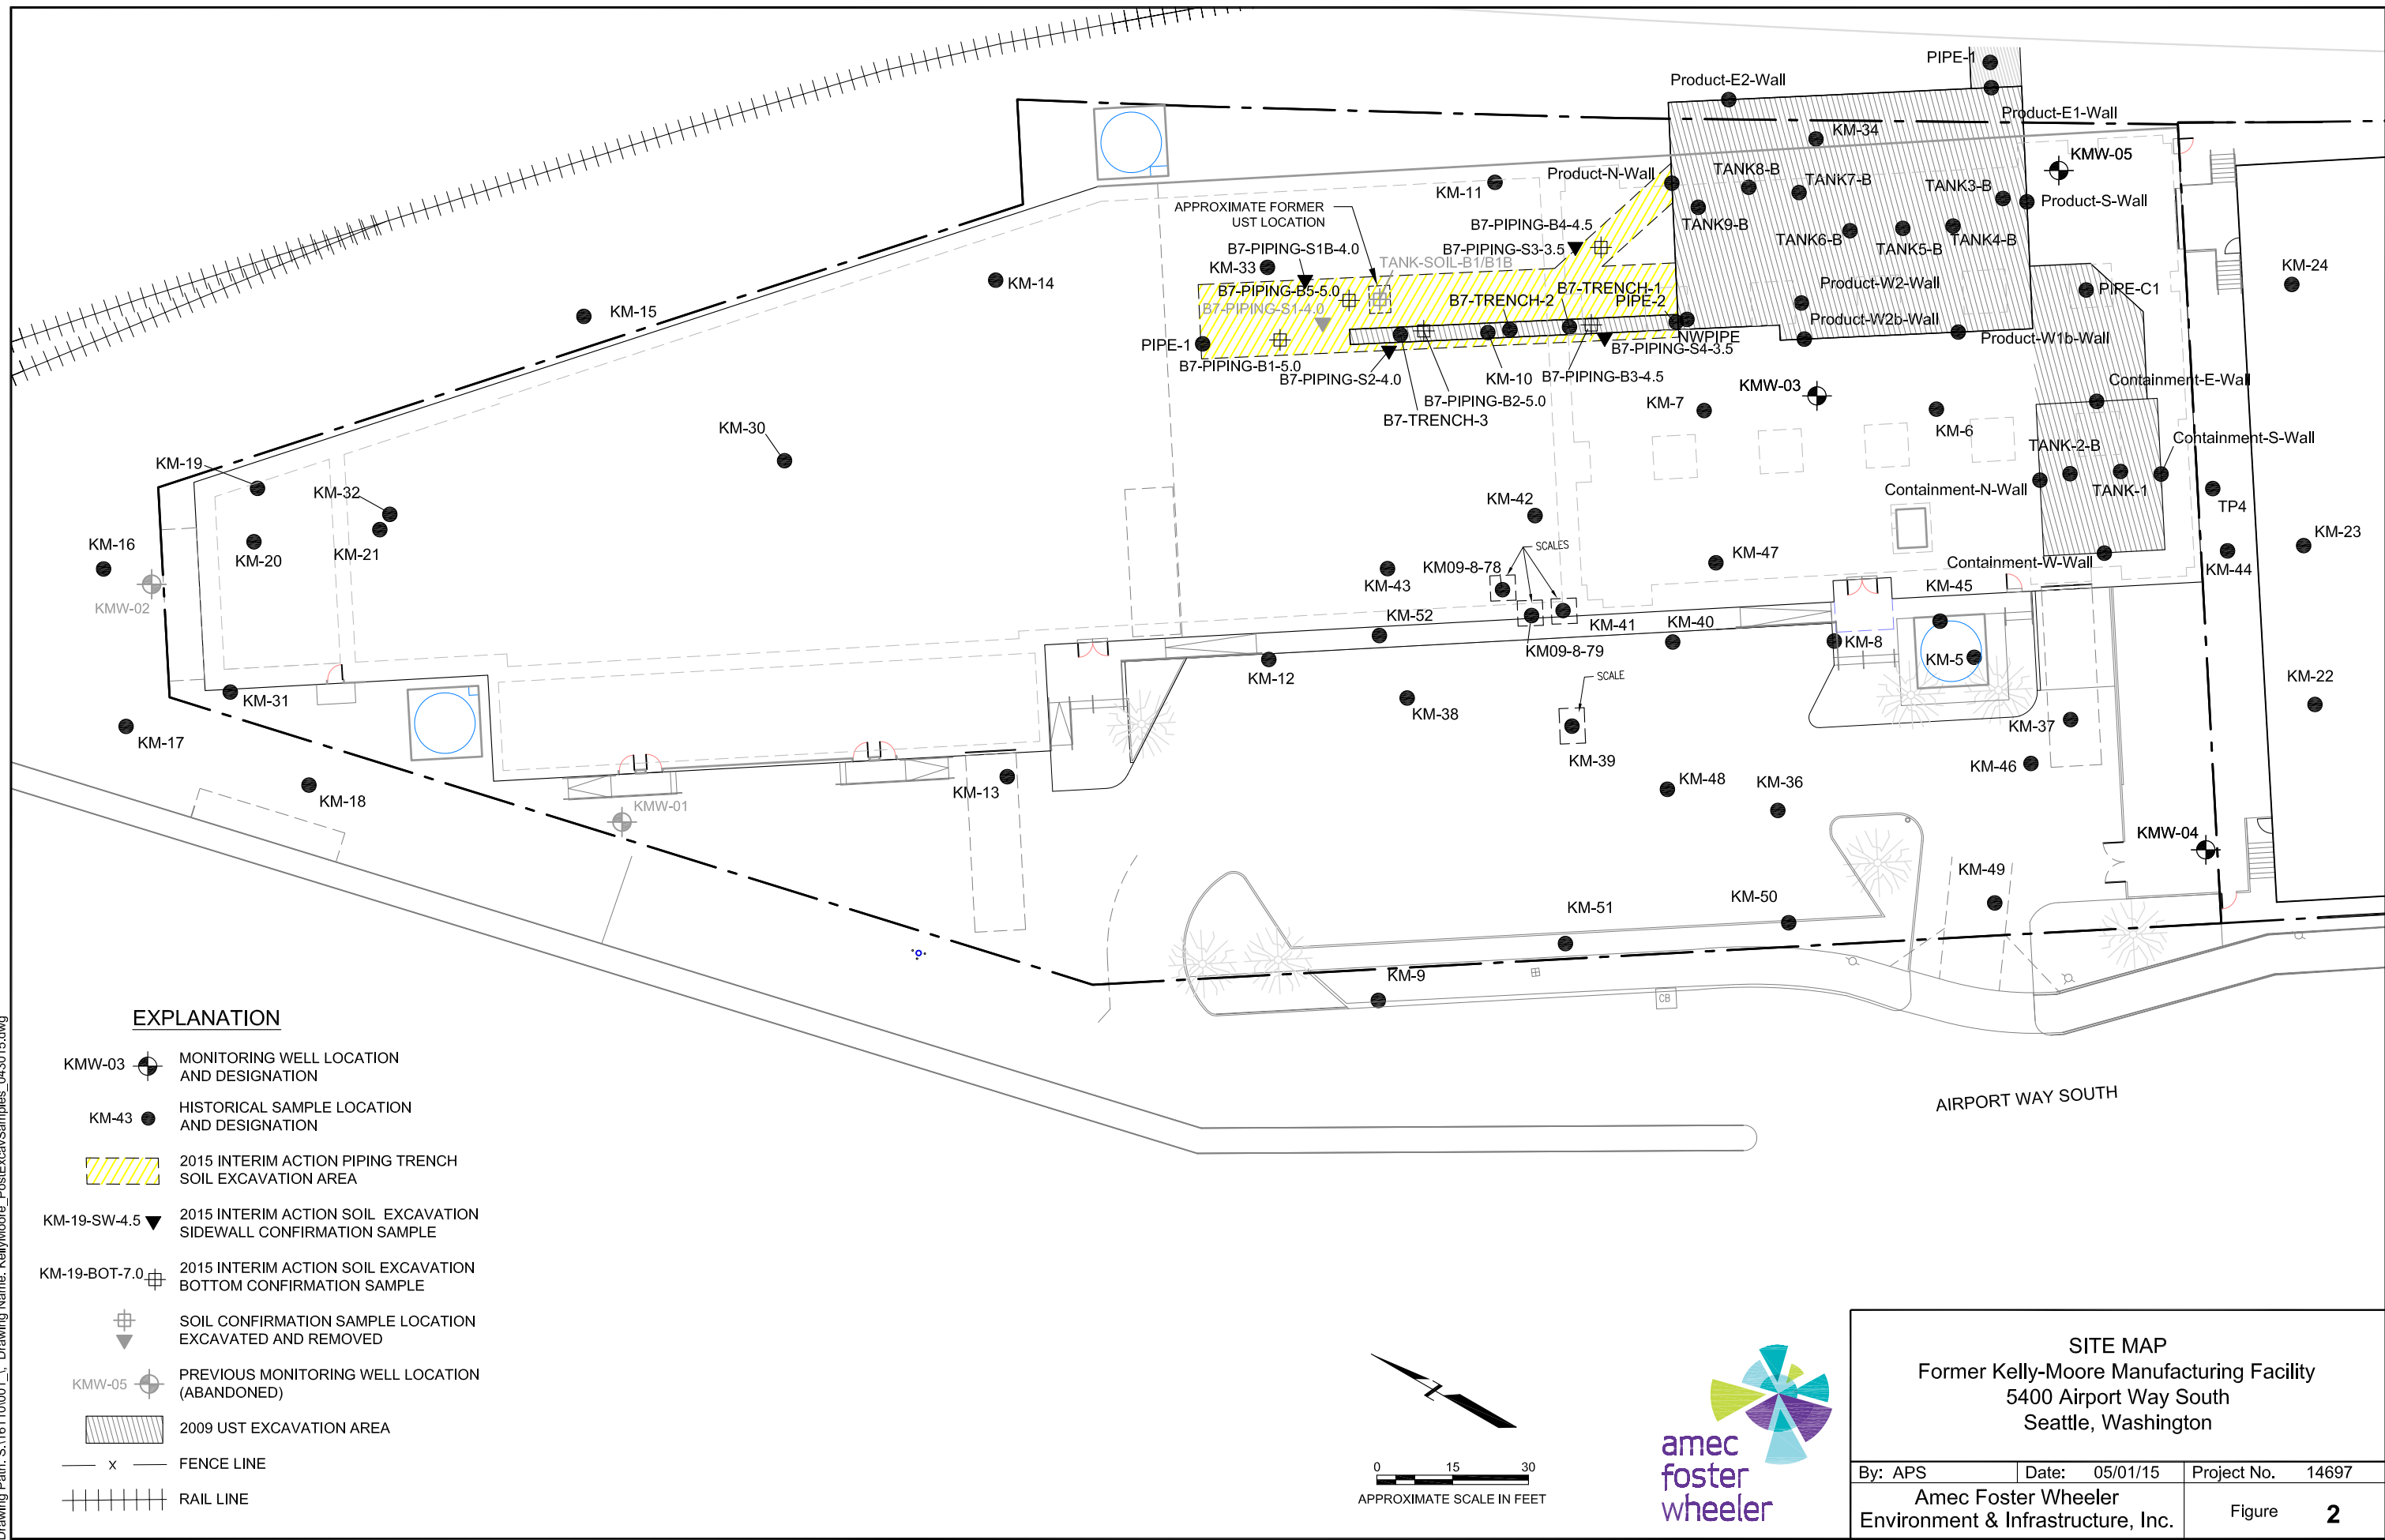 PIPE-1
Product-E2-Wall
Product-E1-Wall
KM-34
KMW-05
Product-N-Wall
TANK8-B
TANK7-B
TANK3-B
Product-S-Wall
KM-11
APPROXIMATE FORMER
UST LOCATION
TANK9-B
B7-PIPING-B4-4.5
TANK6-B
TANK5-B
TANK4-B
B7-PIPING-S1B-4.0
B7-PIPING-S3-3.5
KM-33
TANK-SOIL-B1/B1B
KM-24
KM-14
B7-PIPING-B5-5.0
B7-TRENCH-1
Product-W2-Wall
PIPE-C1
B7-TRENCH-2
PIPE-2
B7-PIPING-S1-4.0
KM-15
Product-W2b-Wall
PIPE-1
NWPIPE
Product-W1b-Wall
B7-PIPING-S4-3.5
B7-PIPING-B1-5.0
B7-PIPING-S2-4.0
KM-10
B7-PIPING-B3-4.5
KMW-03
Containment-E-Wall
B7-PIPING-B2-5.0
KM-7
B7-TRENCH-3
KM-30
KM-6
Containment-S-Wall
TANK-2-B
KM-19
KM-32
Containment-N-Wall
TANK-1
KM-42
TP4
KM-16
KM-20
KM-21
SCALES
KM-47
KM-23
KM09-8-78
KM-43
Containment-W-Wall
KM-44
KM-45
KMW-02
KM-52
KM-41
KM-40
KM-8
KM09-8-79
KM-5
KM-12
SCALE
KM-22
KM-31
KM-38
KM-37
KM-17
KM-39
KM-46
KM-48
KM-36
KM-13
KM-18
KMW-01
KMW-04
KM-49
KM-50
KM-51
KM-9
CB
AIRPORT WAY SOUTH
EXPLANATION
KMW-03
MONITORING WELL LOCATION
AND DESIGNATION
KM-43
HISTORICAL SAMPLE LOCATION
AND DESIGNATION
2015 INTERIM ACTION PIPING TRENCH
SOIL EXCAVATION AREA
KM-19-SW-4.5
2015 INTERIM ACTION SOIL EXCAVATION
SIDEWALL CONFIRMATION SAMPLE
KM-19-BOT-7.0
2015 INTERIM ACTION SOIL EXCAVATION
BOTTOM CONFIRMATION SAMPLE
SOIL CONFIRMATION SAMPLE LOCATION
EXCAVATED AND REMOVED
KMW-05
PREVIOUS MONITORING WELL LOCATION
(ABANDONED)
2009 UST EXCAVATION AREA
X
FENCE LINE
RAIL LINE
0 15 30
APPROXIMATE SCALE IN FEET
amec
foster
wheeler
SITE MAP
Former Kelly-Moore Manufacturing Facility
5400 Airport Way South
Seattle, Washington
By: APS
Date: 05/01/15
Project No. 14697
Amec Foster Wheeler
Environment & Infrastructure, Inc.
Figure 2